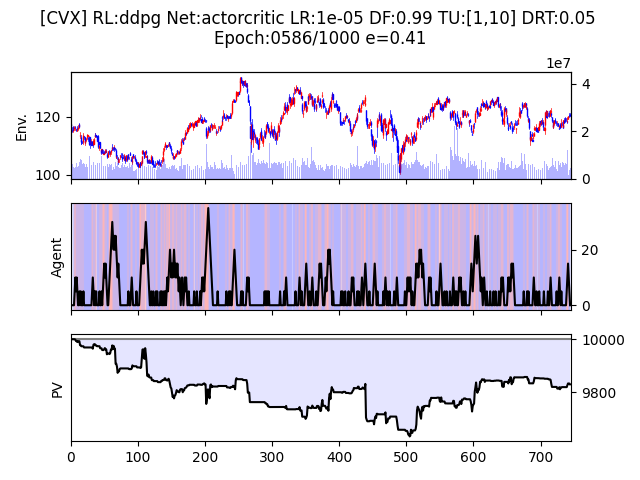 [CVX] RL:ddpg Net:actorcritic LR:1e-05 DF:0.99 TU:[1,10] DRT:0.05
Epoch:0586/1000 e=0.41
1e7
Env.
120
100
4
2
0
Agent
20
0
PV
10000
9800
0 100 200 300 400 500 600 700